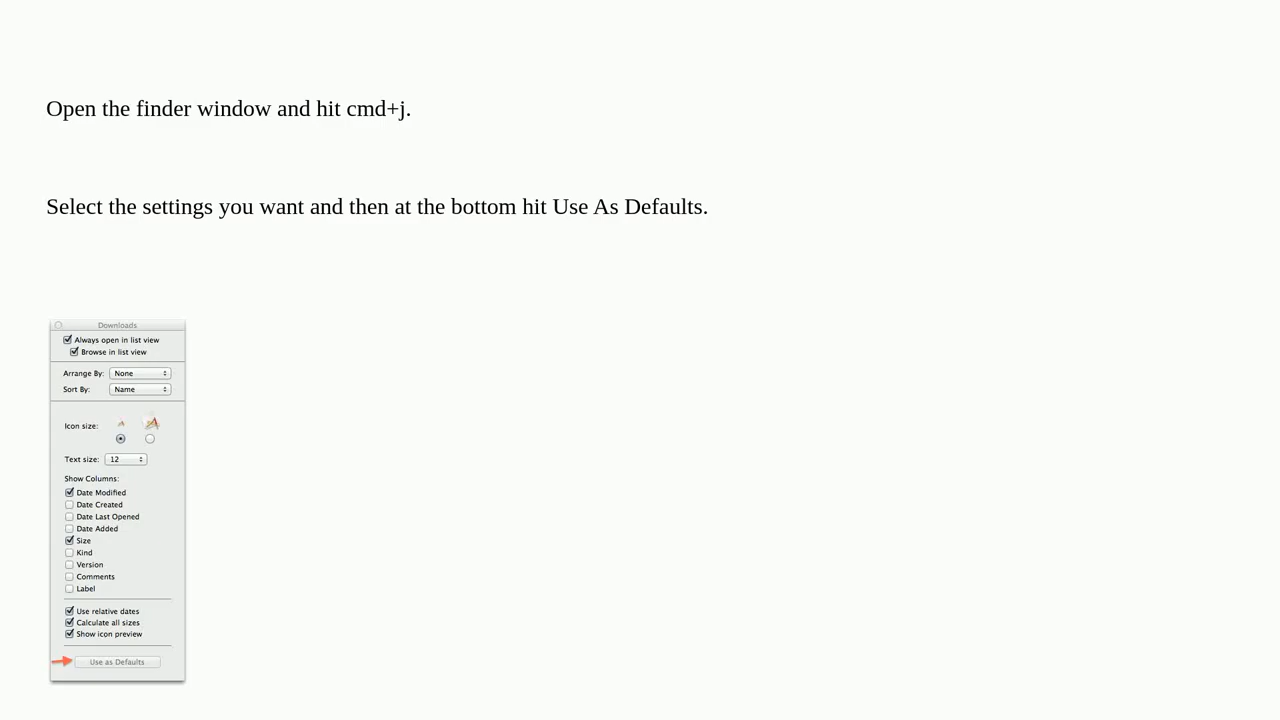 Open the finder window and hit cmd+j.
Select the settings you want and then at the bottom hit Use As Defaults.
Downloads
Always open in list view
Browse in list view
Arrange By: None
Sort By: Name
Icon size:
Text size: 12
Show Columns:
Date Modified
Date Created
Date Last Opened
Date Added
Size
Kind
Version
Comments
Label
Use relative dates
Calculate all sizes
Show icon preview
Use as Defaults